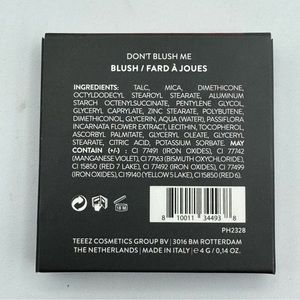 DON'T BLUSH ME
BLUSH / FARD À JOUES
INGREDIENTS: TALC, MICA, DIMETHICONE,
OCTYLDODECYL STEAROYL STEARATE, ALUMINUM
STARCH OCTENYLSUCCINATE, PENTYLENE GLYCOL,
GLYCERYL CAPRYLATE, ZINC STEARATE, POLYBUTENE,
DIMETHICONOL, GLYCERIN, AQUA (WATER), PASSIFLORA
INCARNATA FLOWER EXTRACT, LECITHIN, TOCOPHEROL,
ASCORBYL PALMITATE, GLYCERYL OLEATE, GLYCERYL
STEARATE, CITRIC ACID, POTASSIUM SORBATE. MAY
CONTAIN (+/-) : CI 77499 (IRON OXIDES), CI 77742
(MANGANESE VIOLET), CI 77163 (BISMUTH OXYCHLORIDE),
CI 15850 (RED 7 LAKE), CI 77492 (IRON OXIDES), CI 77491
(IRON OXIDES), CI 19140 (YELLOW 5 LAKE), CI 15850 (RED 6).
18 M
8 10011 34493 8
PH2328
TEEEZ COSMETICS GROUP BV | 3016 BM ROTTERDAM
THE NETHERLANDS | MADE IN ITALY | e 4 G / 0,14 OZ.